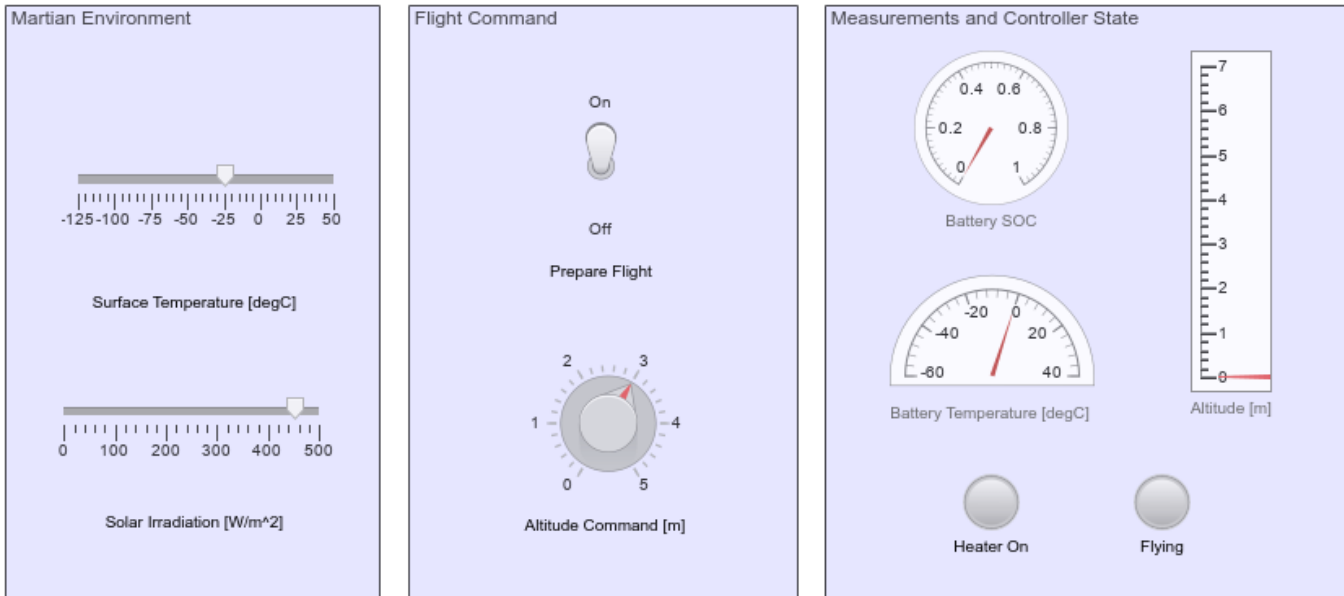 Martian Environment
-125 -100 -75 -50 -25 0 25 50
Surface Temperature [degC]
0 100 200 300 400 500
Solar Irradiation [W/m^2]
Flight Command
On
Off
Prepare Flight
2 3
1 4
0 5
Altitude Command [m]
Measurements and Controller State
0.4 0.6
0.2 0.8
0 1
Battery SOC
-20 0
-40 20
-60 40
Battery Temperature [degC]
7
6
5
4
3
2
1
0
Altitude [m]
Heater On
Flying